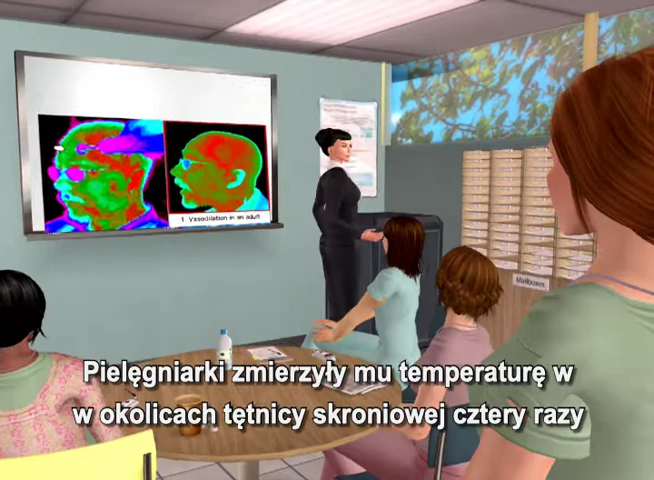 1. Vasodilation in an adult
Mailboxes
Pielęgniarki zmierzyły mu temperaturę w
w okolicach tętnicy skroniowej cztery razy